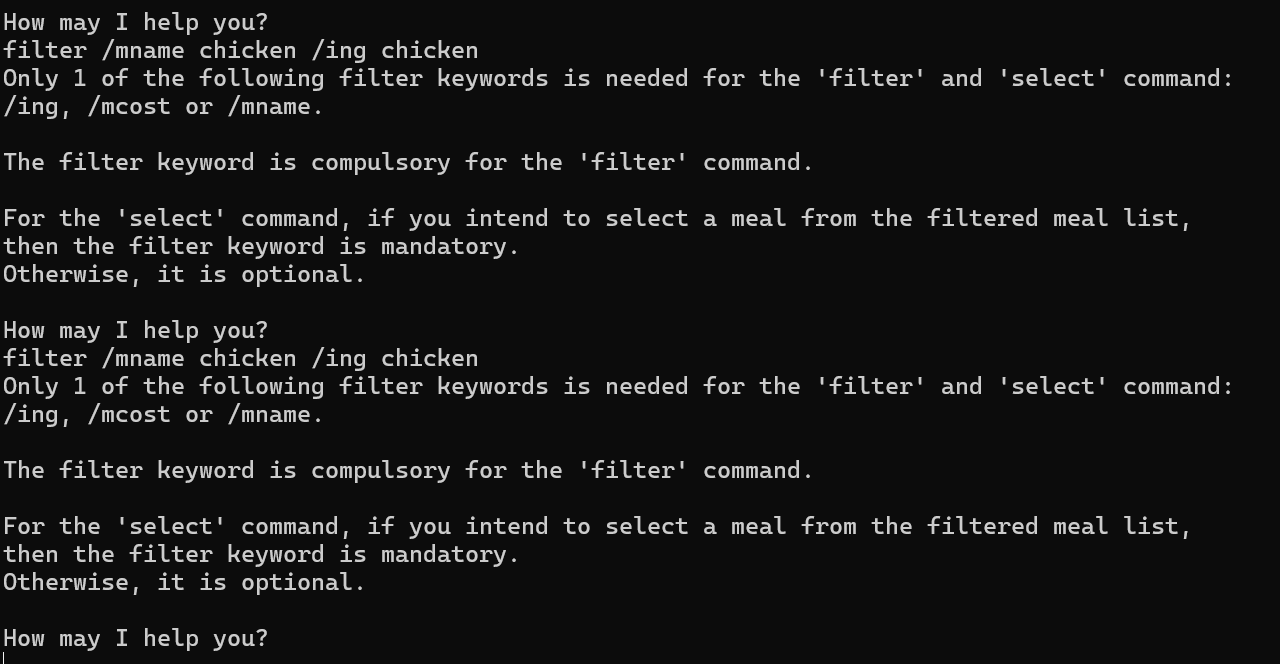 How may I help you?
filter /mname chicken /ing chicken
Only 1 of the following filter keywords is needed for the 'filter' and 'select' command:
/ing, /mcost or /mname.
The filter keyword is compulsory for the 'filter' command.
For the 'select' command, if you intend to select a meal from the filtered meal list,
then the filter keyword is mandatory.
Otherwise, it is optional.
How may I help you?
filter /mname chicken /ing chicken
Only 1 of the following filter keywords is needed for the 'filter' and 'select' command:
/ing, /mcost or /mname.
The filter keyword is compulsory for the 'filter' command.
For the 'select' command, if you intend to select a meal from the filtered meal list,
then the filter keyword is mandatory.
Otherwise, it is optional.
How may I help you?